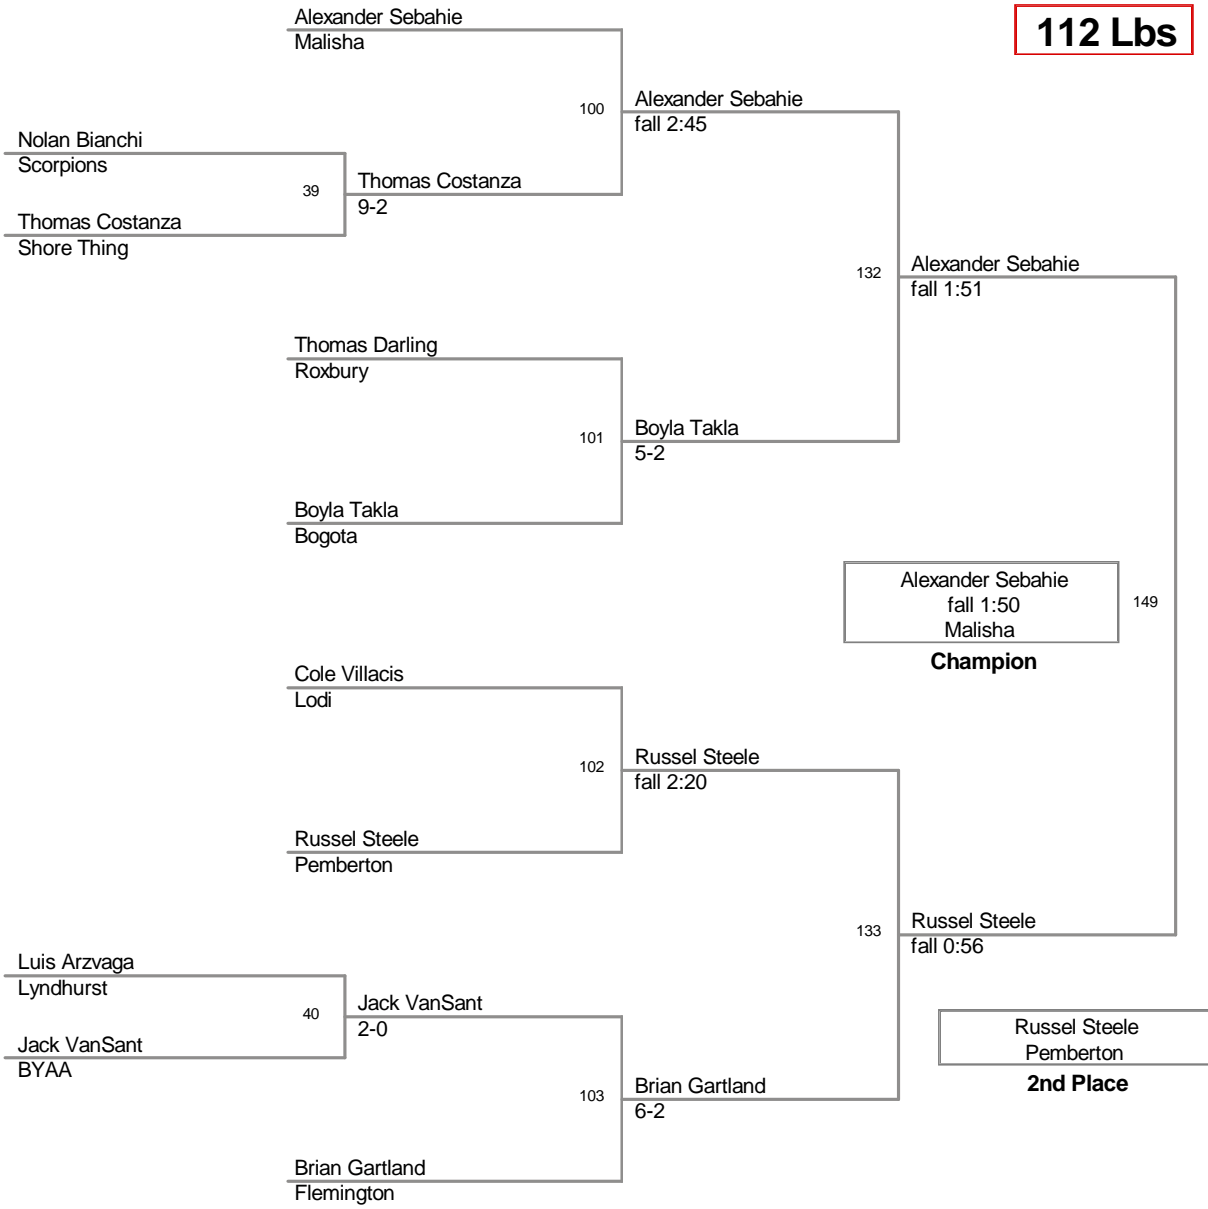 112 Lbs
Alexander Sebahie
Malisha
100
Alexander Sebahie
fall 2:45
Nolan Bianchi
Scorpions
39
Thomas Costanza
9-2
Thomas Costanza
Shore Thing
132
Alexander Sebahie
fall 1:51
Thomas Darling
Roxbury
101
Boyla Takla
5-2
Boyla Takla
Bogota
Alexander Sebahie
fall 1:50
Malisha
149
Champion
Cole Villacis
Lodi
102
Russel Steele
fall 2:20
Russel Steele
Pemberton
133
Russel Steele
fall 0:56
Luis Arzvaga
Lyndhurst
40
Jack VanSant
2-0
Jack VanSant
BYAA
Russel Steele
Pemberton
2nd Place
103
Brian Gartland
6-2
Brian Gartland
Flemington